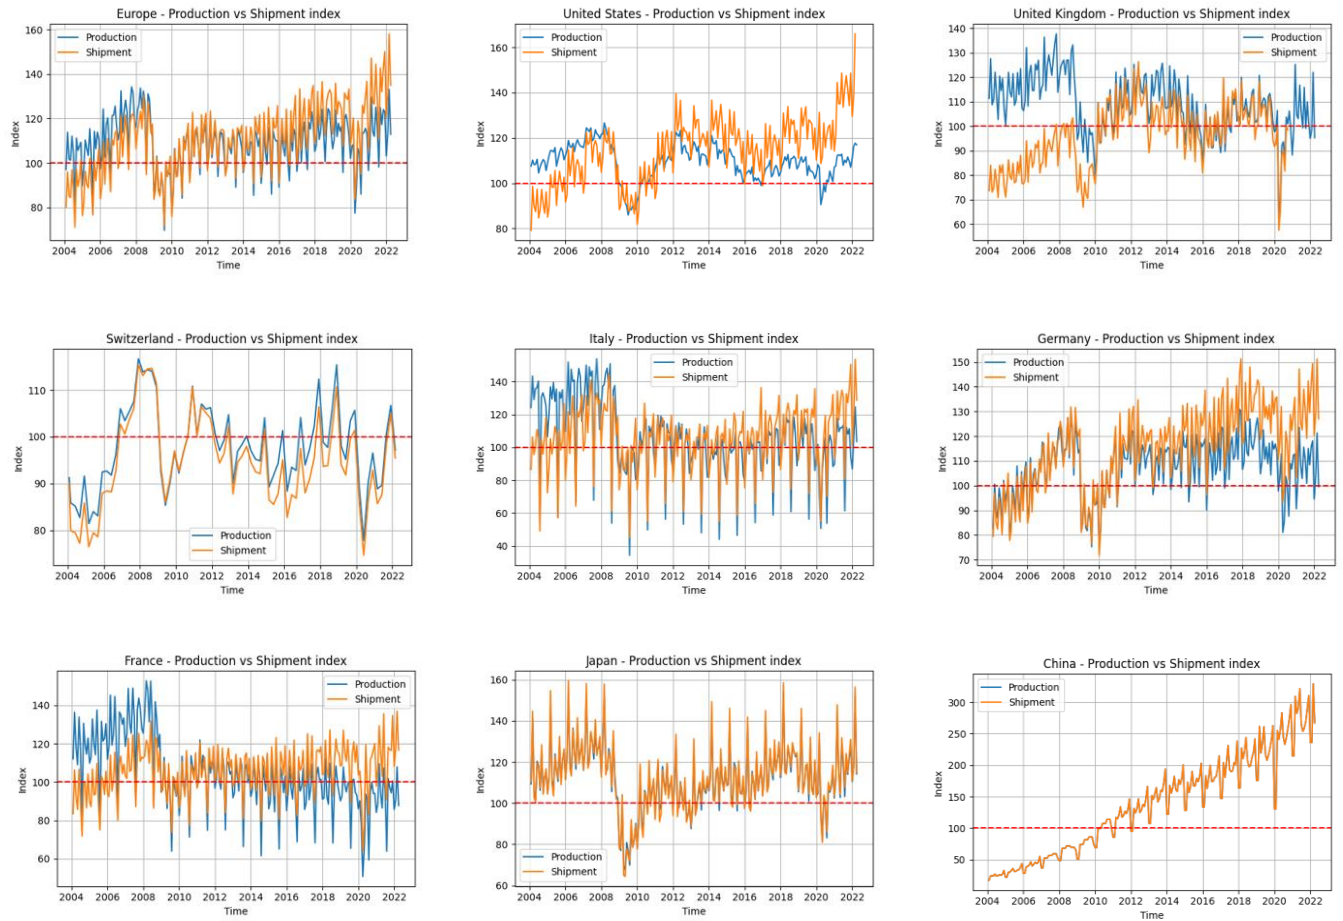 Europe - Production vs Shipment index
Production
Shipment
Index
160
140
120
100
80
2004 2006 2008 2010 2012 2014 2016 2018 2020 2022
Time
United States - Production vs Shipment index
Production
Shipment
Index
160
140
120
100
80
2004 2006 2008 2010 2012 2014 2016 2018 2020 2022
Time
United Kingdom - Production vs Shipment index
Production
Shipment
Index
140
130
120
110
100
90
80
70
60
2004 2006 2008 2010 2012 2014 2016 2018 2020 2022
Time
Switzerland - Production vs Shipment index
Production
Shipment
Index
110
100
90
80
2004 2006 2008 2010 2012 2014 2016 2018 2020 2022
Time
Italy - Production vs Shipment index
Production
Shipment
Index
140
120
100
80
60
40
2004 2006 2008 2010 2012 2014 2016 2018 2020 2022
Time
Germany - Production vs Shipment index
Production
Shipment
Index
150
140
130
120
110
100
90
80
70
2004 2006 2008 2010 2012 2014 2016 2018 2020 2022
Time
France - Production vs Shipment index
Production
Shipment
Index
140
120
100
80
60
2004 2006 2008 2010 2012 2014 2016 2018 2020 2022
Time
Japan - Production vs Shipment index
Production
Shipment
Index
160
140
120
100
80
60
2004 2006 2008 2010 2012 2014 2016 2018 2020 2022
Time
China - Production vs Shipment index
Production
Shipment
Index
300
250
200
150
100
50
2004 2006 2008 2010 2012 2014 2016 2018 2020 2022
Time